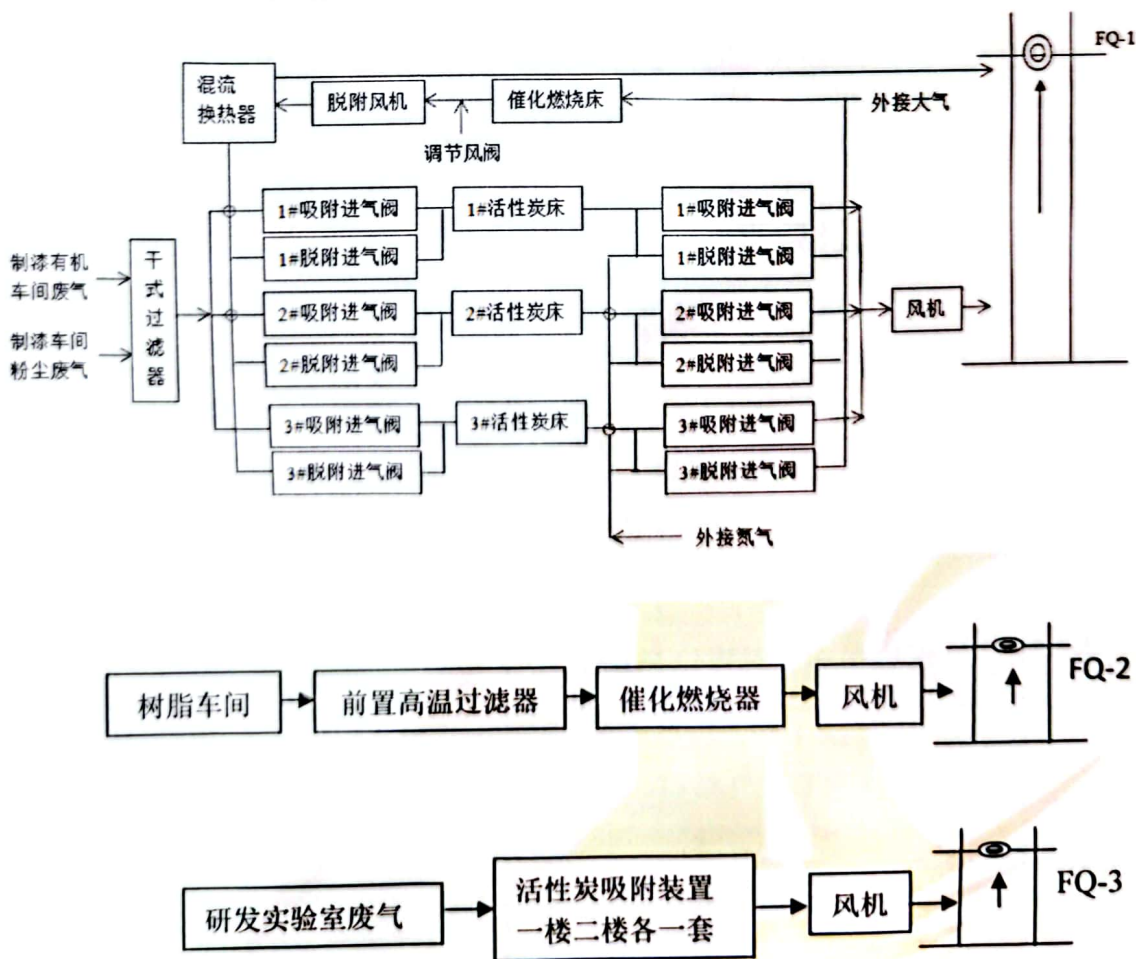 FQ-1
混流
换热器
脱附风机
催化燃烧床
外接大气
调节风阀
1#吸附进气阀
1#活性炭床
1#吸附进气阀
1#脱附进气阀
1#脱附进气阀
制漆有机
车间废气
干式过滤器
2#吸附进气阀
2#活性炭床
2#吸附进气阀
风机
制漆车间
粉尘废气
2#脱附进气阀
2#脱附进气阀
3#吸附进气阀
3#活性炭床
3#吸附进气阀
3#脱附进气阀
3#脱附进气阀
外接氮气
树脂车间
前置高温过滤器
催化燃烧器
风机
FQ-2
研发实验室废气
活性炭吸附装置
一楼二楼各一套
风机
FQ-3